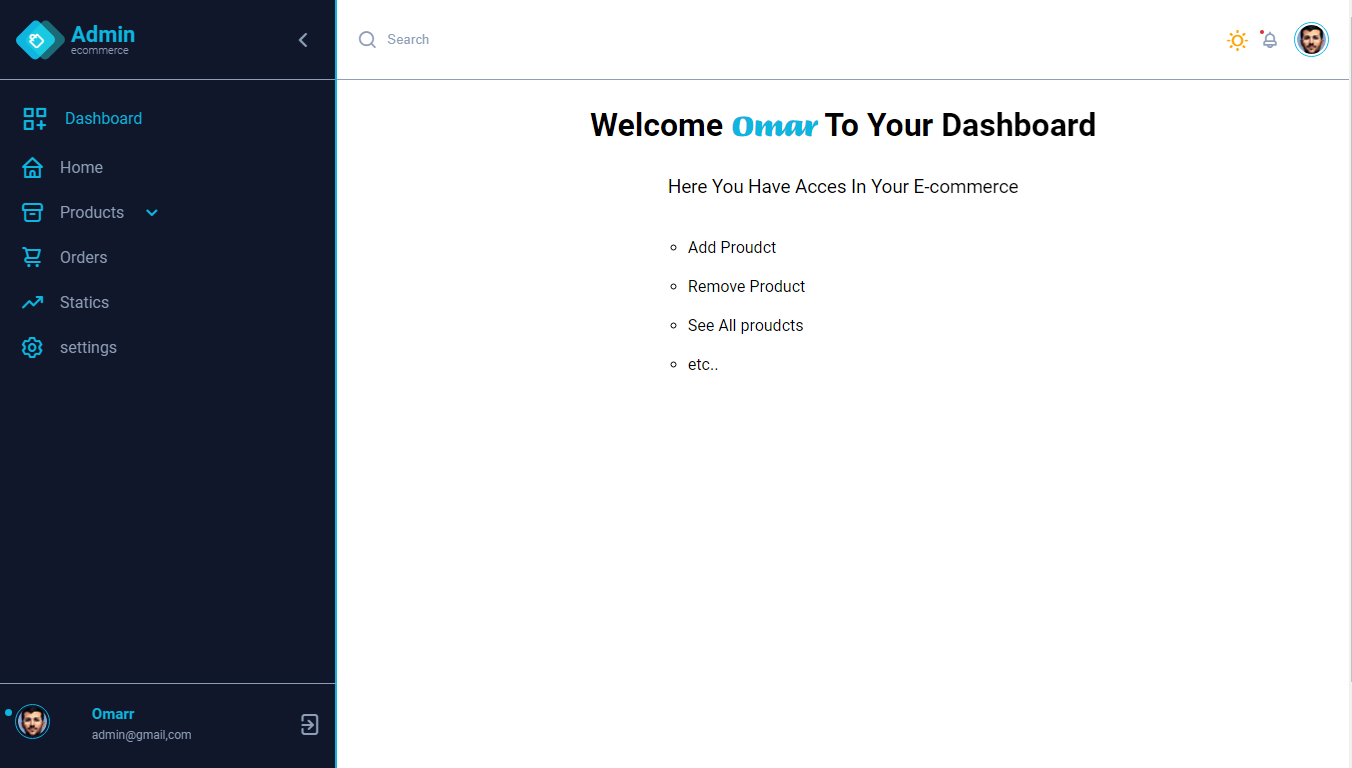 Admin
ecommerce
Dashboard
Home
Products
Orders
Statics
settings
Omarr
admin@gmail,com
Search
Welcome Omar To Your Dashboard
Here You Have Acces In Your E-commerce
Add Proudct
Remove Product
See All proudcts
etc..